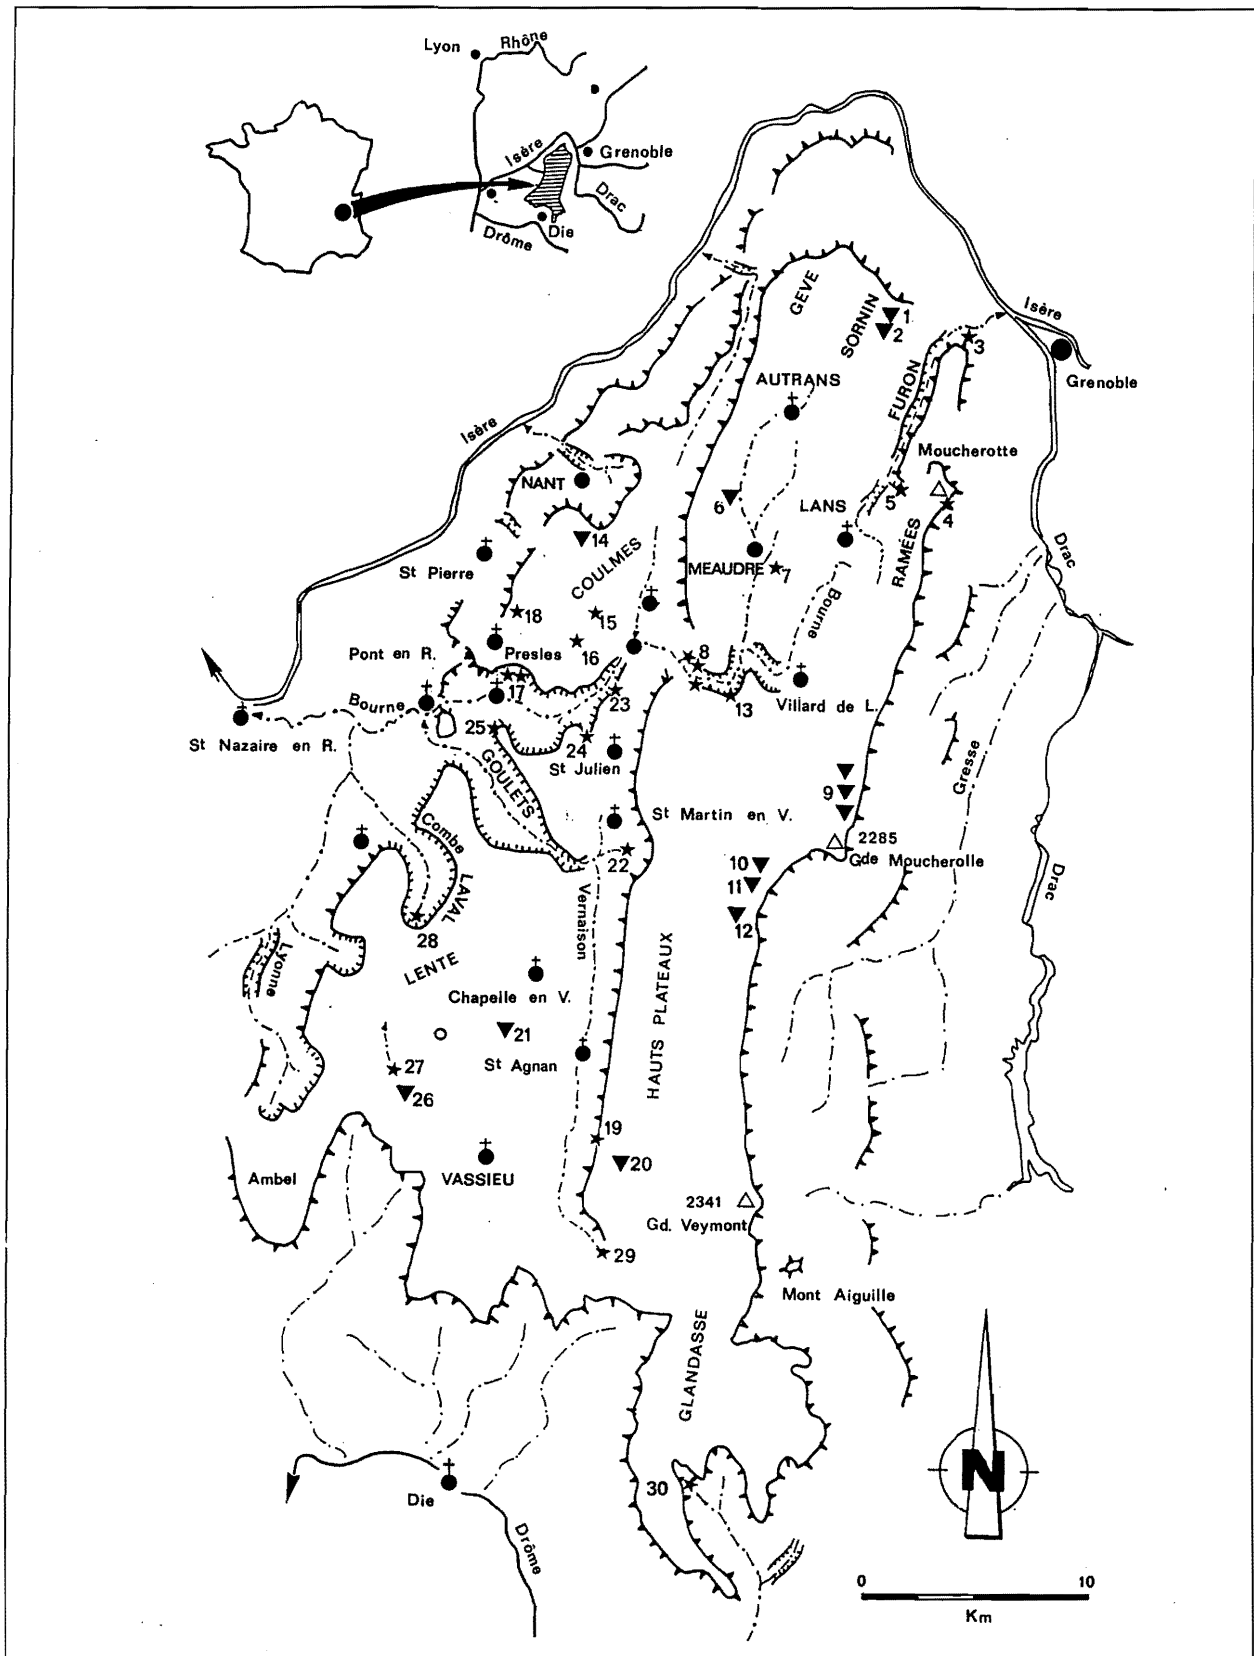 Lyon
Rhône
Isère
Grenoble
Drac
Die
Drôme
GEVE
SORNIN
1
2
Isère
3
Grenoble
AUTRANS
FURON
Isère
Moucherotte
NANT
6
LANS
5
4
14
RAMÉES
Drac
St Pierre
COULMES
MEAUDRE
7
Bourne
18
15
16
Pont en R.
Presles
8
17
23
13
Villard de L.
Bourne
St Nazaire en R.
25
24
St Julien
GOULETS
Gresse
9
Combe
LAVAL
St Martin en V.
2285
Gde Moucherolle
22
10
11
12
Drac
Vernaison
28
LENTE
Lyonne
HAUTS PLATEAUX
Chapelle en V.
21
St Agnan
27
26
19
20
Ambel
VASSIEU
2341
Gd. Veymont
29
Mont Aiguille
GLANDASSE
30
N
Die
Drôme
0 10
Km